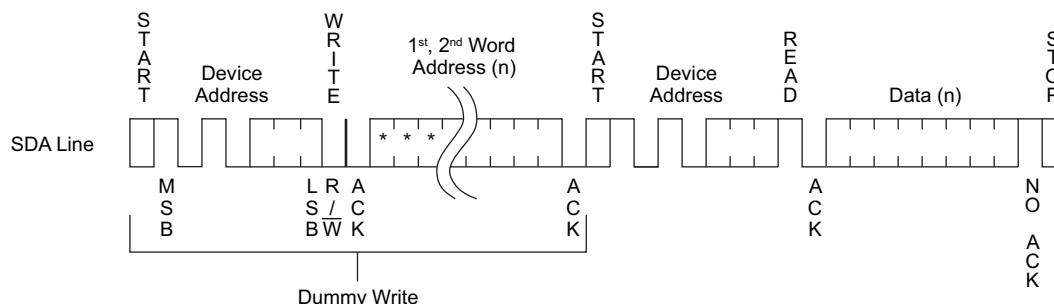 START
WRITE
START
READ
STOP
Device
Address
1st, 2nd Word
Address (n)
Device
Address
Data (n)
SDA Line
* * *
MSB
LSB
R/W
ACK
ACK
ACK
NO ACK
Dummy Write